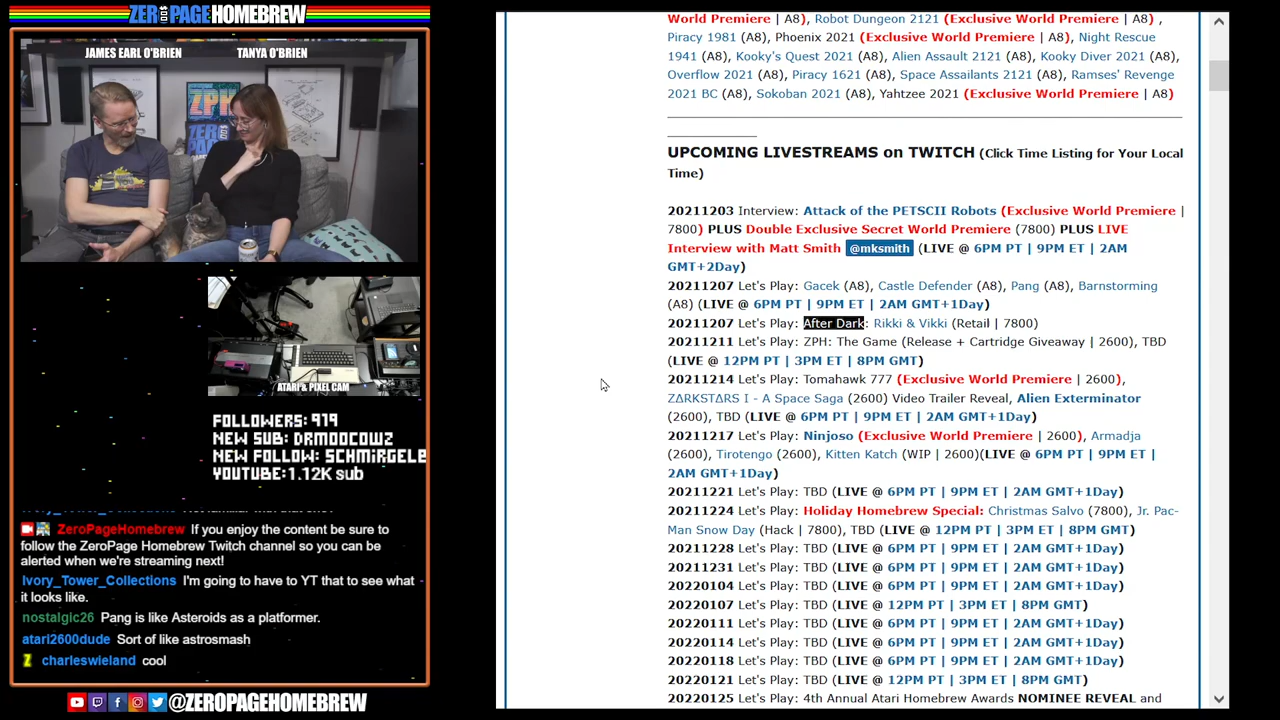 ZEROPAGE HOMEBREW
JAMES EARL O'BRIEN
TANYA O'BRIEN
ZPH
ATARI & PIXEL CAM
FOLLOWERS: 919
NEW SUB: DRMOOCOWZ
NEW FOLLOW: SCHMIRGELB
YOUTUBE: 1.12K sub
ZeroPageHomebrew If you enjoy the content be sure to
follow the ZeroPage Homebrew Twitch channel so you can be
alerted when we're streaming next!
Ivory_Tower_Collections I'm going to have to YT that to see what
it looks like.
nostalgic26 Pang is like Asteroids as a platformer.
atari2600dude Sort of like astrosmash
charleswieland cool
@ZEROPAGEHOMEBREW
World Premiere | A8), Robot Dungeon 2121 (Exclusive World Premiere | A8) ,
Piracy 1981 (A8), Phoenix 2021 (Exclusive World Premiere | A8), Night Rescue
1941 (A8), Kooky's Quest 2021 (A8), Alien Assault 2121 (A8), Kooky Diver 2021 (A8),
Overflow 2021 (A8), Piracy 1621 (A8), Space Assailants 2121 (A8), Ramses' Revenge
2021 BC (A8), Sokoban 2021 (A8), Yahtzee 2021 (Exclusive World Premiere | A8)
UPCOMING LIVESTREAMS on TWITCH (Click Time Listing for Your Local
Time)
20211203 Interview: Attack of the PETSCII Robots (Exclusive World Premiere |
7800) PLUS Double Exclusive Secret World Premiere (7800) PLUS LIVE
Interview with Matt Smith @mksmith (LIVE @ 6PM PT | 9PM ET | 2AM
GMT+2Day)
20211207 Let's Play: Gacek (A8), Castle Defender (A8), Pang (A8), Barnstorming
(A8) (LIVE @ 6PM PT | 9PM ET | 2AM GMT+1Day)
20211207 Let's Play: After Dark: Rikki & Vikki (Retail | 7800)
20211211 Let's Play: ZPH: The Game (Release + Cartridge Giveaway | 2600), TBD
(LIVE @ 12PM PT | 3PM ET | 8PM GMT)
20211214 Let's Play: Tomahawk 777 (Exclusive World Premiere | 2600),
ZΔRKSTΔRS I - A Space Saga (2600) Video Trailer Reveal, Alien Exterminator
(2600), TBD (LIVE @ 6PM PT | 9PM ET | 2AM GMT+1Day)
20211217 Let's Play: Ninjoso (Exclusive World Premiere | 2600), Armadja
(2600), Tirotengo (2600), Kitten Katch (WIP | 2600)(LIVE @ 6PM PT | 9PM ET |
2AM GMT+1Day)
20211221 Let's Play: TBD (LIVE @ 6PM PT | 9PM ET | 2AM GMT+1Day)
20211224 Let's Play: Holiday Homebrew Special: Christmas Salvo (7800), Jr. Pac-
Man Snow Day (Hack | 7800), TBD (LIVE @ 12PM PT | 3PM ET | 8PM GMT)
20211228 Let's Play: TBD (LIVE @ 6PM PT | 9PM ET | 2AM GMT+1Day)
20211231 Let's Play: TBD (LIVE @ 6PM PT | 9PM ET | 2AM GMT+1Day)
20220104 Let's Play: TBD (LIVE @ 6PM PT | 9PM ET | 2AM GMT+1Day)
20220107 Let's Play: TBD (LIVE @ 12PM PT | 3PM ET | 8PM GMT)
20220111 Let's Play: TBD (LIVE @ 6PM PT | 9PM ET | 2AM GMT+1Day)
20220114 Let's Play: TBD (LIVE @ 6PM PT | 9PM ET | 2AM GMT+1Day)
20220118 Let's Play: TBD (LIVE @ 6PM PT | 9PM ET | 2AM GMT+1Day)
20220121 Let's Play: TBD (LIVE @ 12PM PT | 3PM ET | 8PM GMT)
20220125 Let's Play: 4th Annual Atari Homebrew Awards NOMINEE REVEAL and